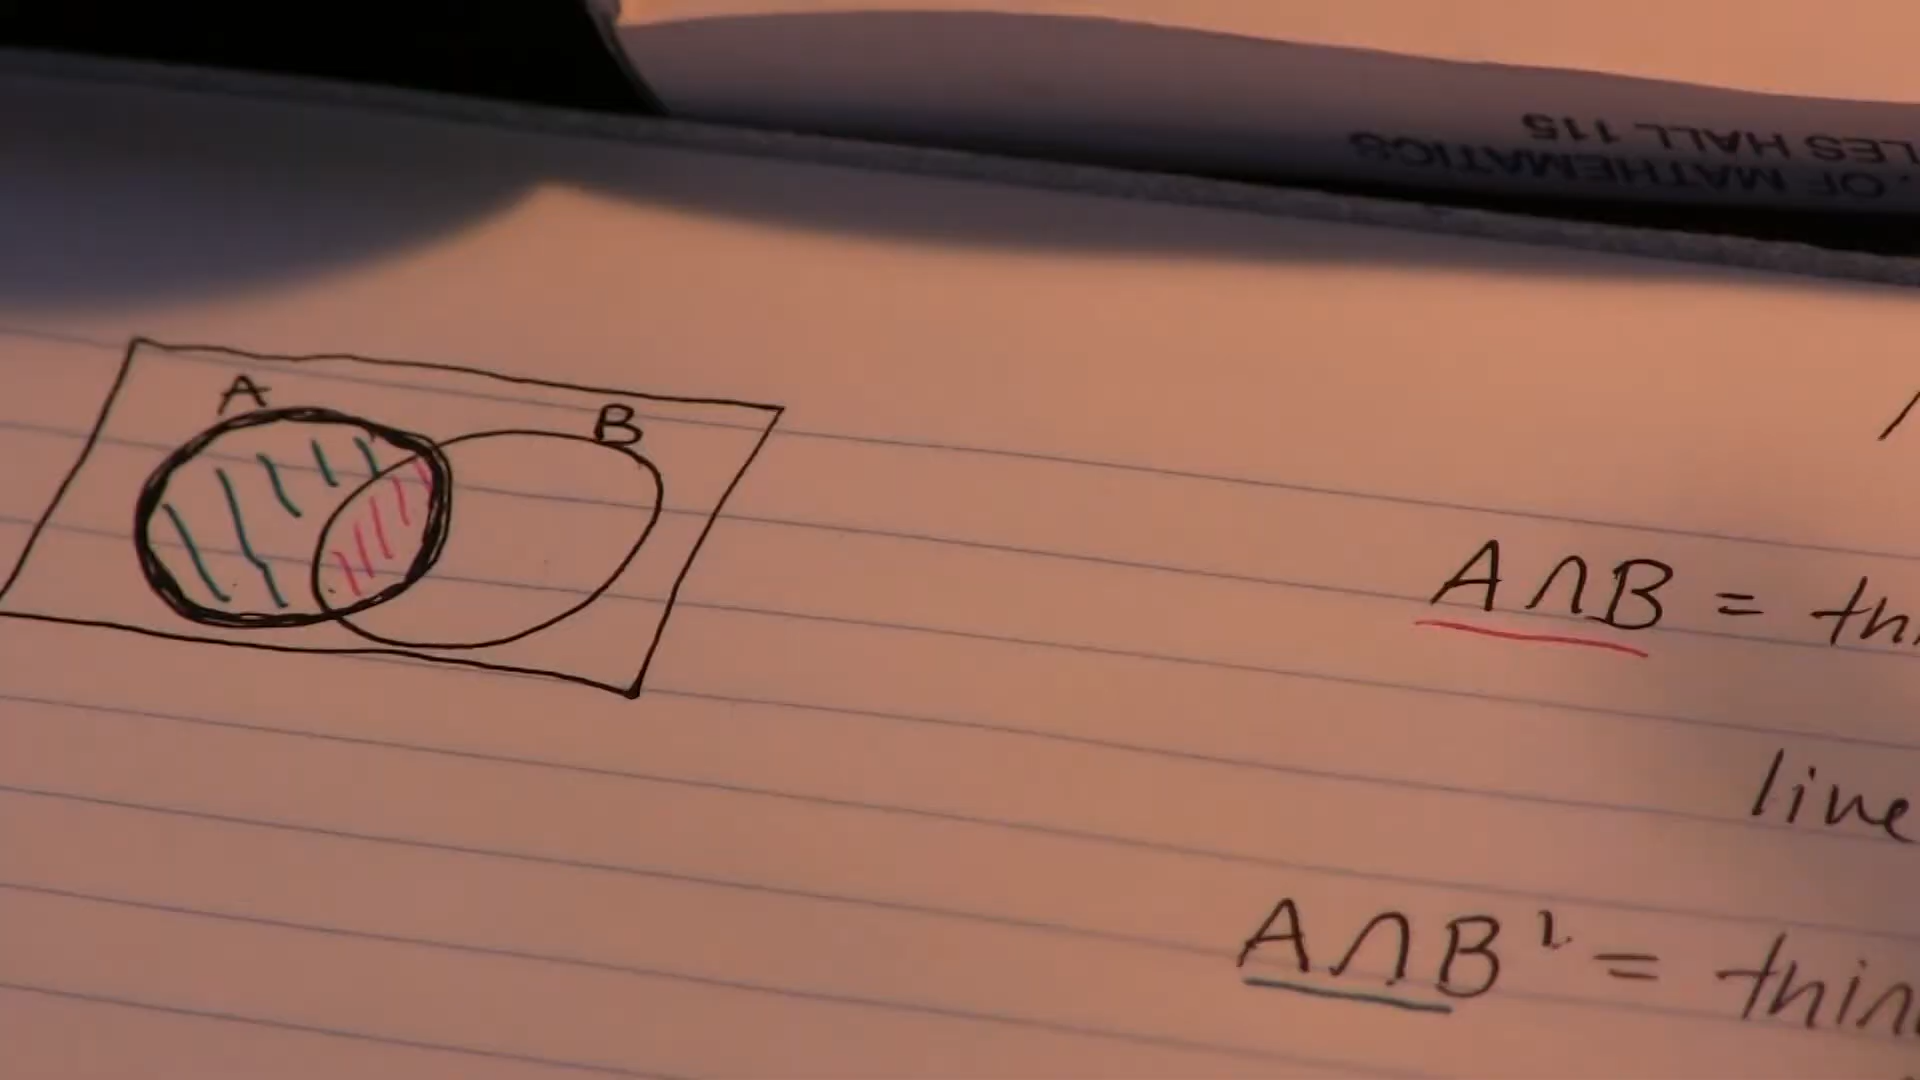 OF MATHEMATICS
LES HALL 115
A
B
A∩B = th
line
A∩B' = thin